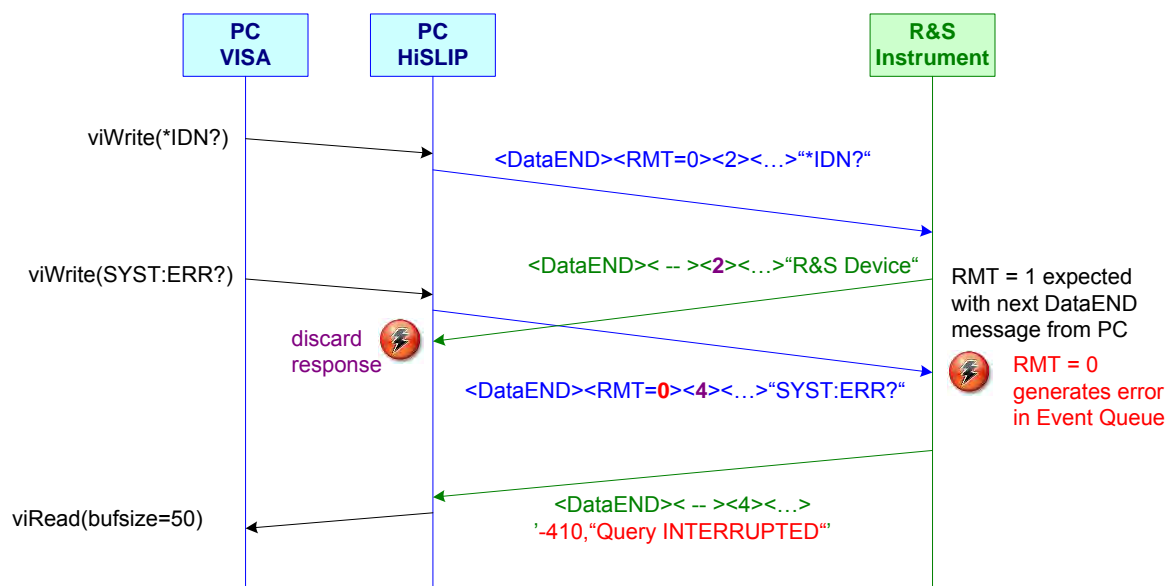 PC
VISA
PC
HiSLIP
R&S
Instrument
viWrite(*IDN?)
<DataEND><RMT=0><2><…>“*IDN?“
<DataEND>< -- ><2><…>“R&S Device“
viWrite(SYST:ERR?)
RMT = 1 expected
with next DataEND
message from PC
discard
response
RMT = 0
generates error
in Event Queue
<DataEND><RMT=0><4><…>“SYST:ERR?“
<DataEND>< -- ><4><…>
’-410,“Query INTERRUPTED“’
viRead(bufsize=50)